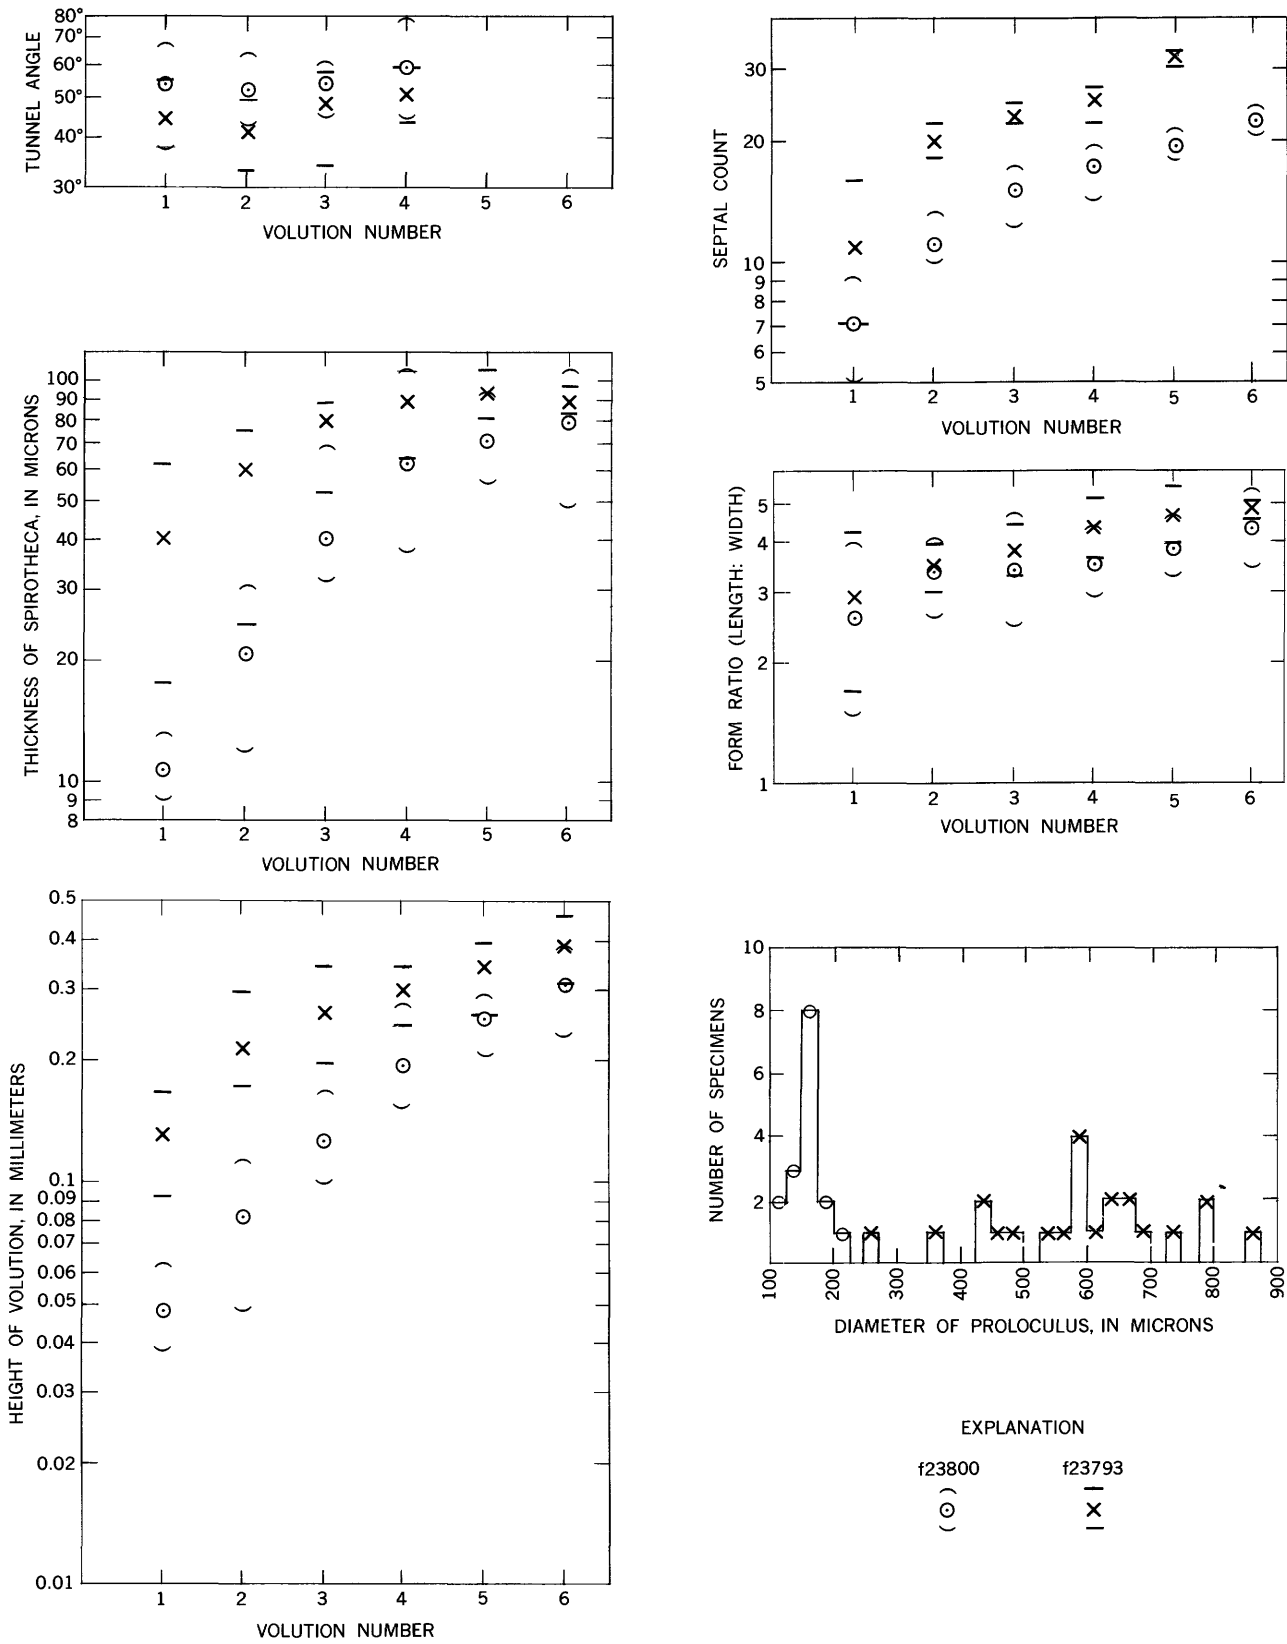 80°
70°
60°
50°
40°
30°
TUNNEL ANGLE
1 2 3 4 5 6
VOLUTION NUMBER
30
20
10
9
8
7
6
5
SEPTAL COUNT
1 2 3 4 5 6
VOLUTION NUMBER
100
90
80
70
60
50
40
30
20
10
9
8
THICKNESS OF SPIROTHECA, IN MICRONS
1 2 3 4 5 6
VOLUTION NUMBER
5
4
3
2
1
FORM RATIO (LENGTH: WIDTH)
1 2 3 4 5 6
VOLUTION NUMBER
0.5
0.4
0.3
0.2
0.1
0.09
0.08
0.07
0.06
0.05
0.04
0.03
0.02
0.01
HEIGHT OF VOLUTION, IN MILLIMETERS
1 2 3 4 5 6
VOLUTION NUMBER
10
8
6
4
2
NUMBER OF SPECIMENS
100 200 300 400 500 600 700 800 900
DIAMETER OF PROLOCULUS, IN MICRONS
EXPLANATION
f23800 f23793